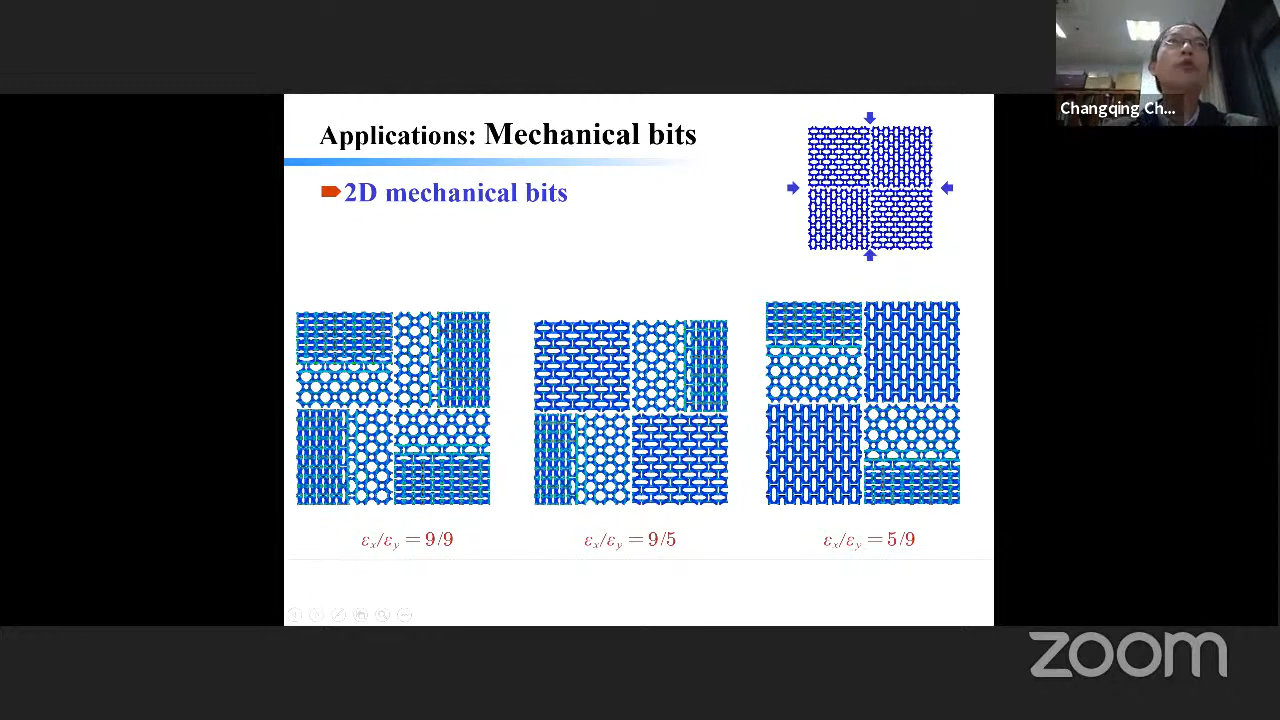 Changqing Ch...
Applications: Mechanical bits
2D mechanical bits
εx/εy = 9/9
εx/εy = 9/5
εx/εy = 5/9
zoom